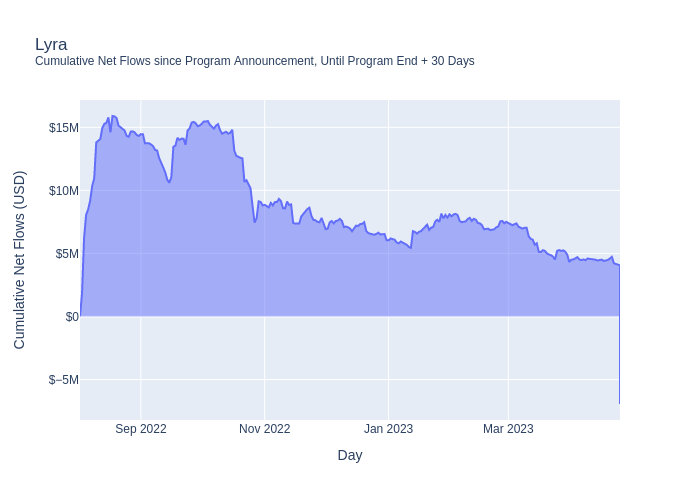 Lyra
Cumulative Net Flows since Program Announcement, Until Program End + 30 Days
$15M
$10M
$5M
$0
$−5M
Cumulative Net Flows (USD)
Sep 2022
Nov 2022
Jan 2023
Mar 2023
Day